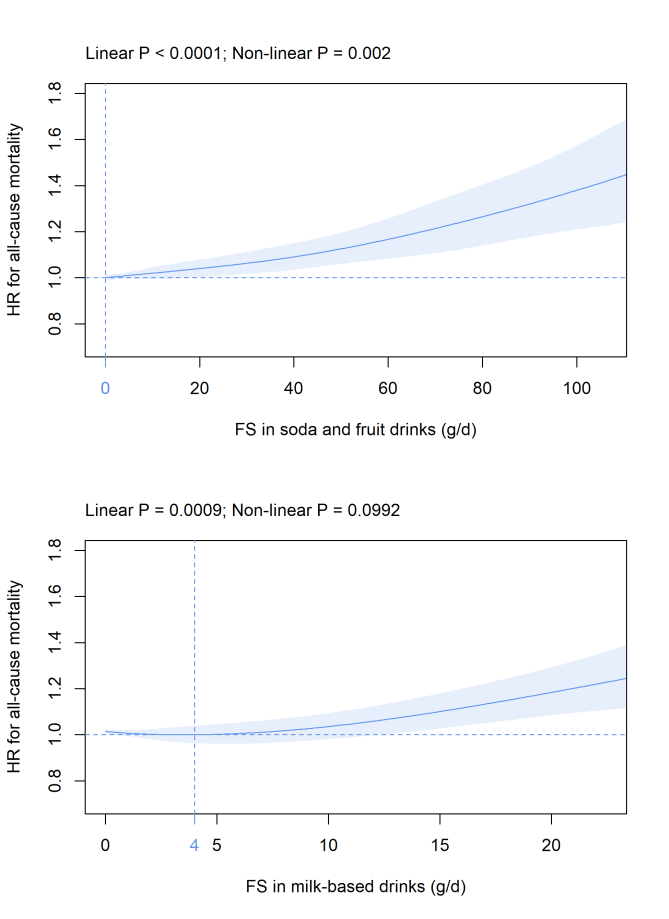 Linear P < 0.0001; Non-linear P = 0.002
HR for all-cause mortality
1.8
1.6
1.4
1.2
1.0
0.8
0 20 40 60 80 100
FS in soda and fruit drinks (g/d)
Linear P = 0.0009; Non-linear P = 0.0992
HR for all-cause mortality
1.8
1.6
1.4
1.2
1.0
0.8
0 4 5 10 15 20
FS in milk-based drinks (g/d)